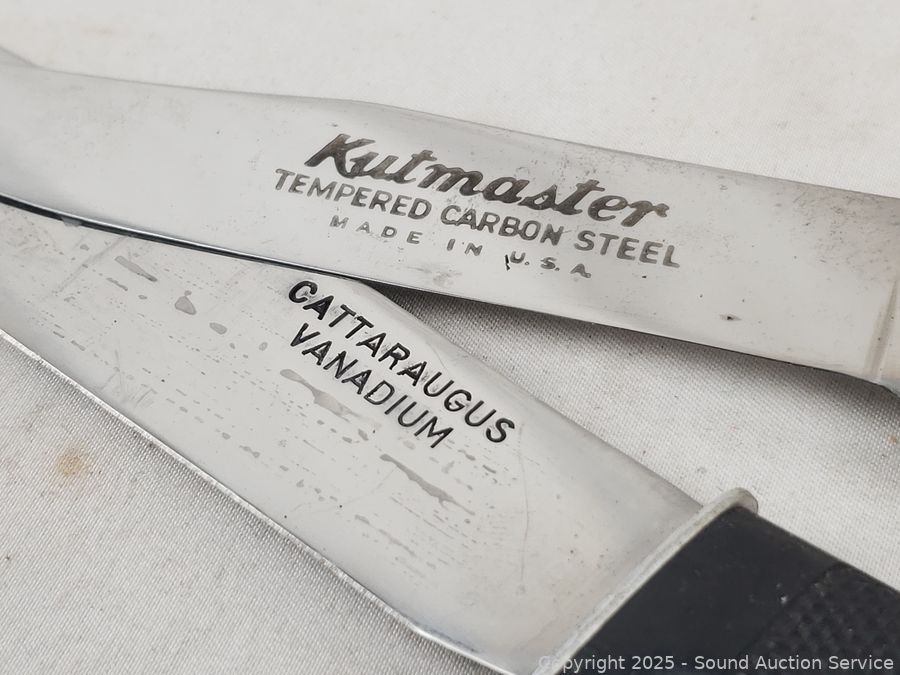 Kutmaster
TEMPERED CARBON STEEL
MADE IN U.S.A.
CATTARAUGUS
VANADIUM
Copyright 2025 - Sound Auction Service